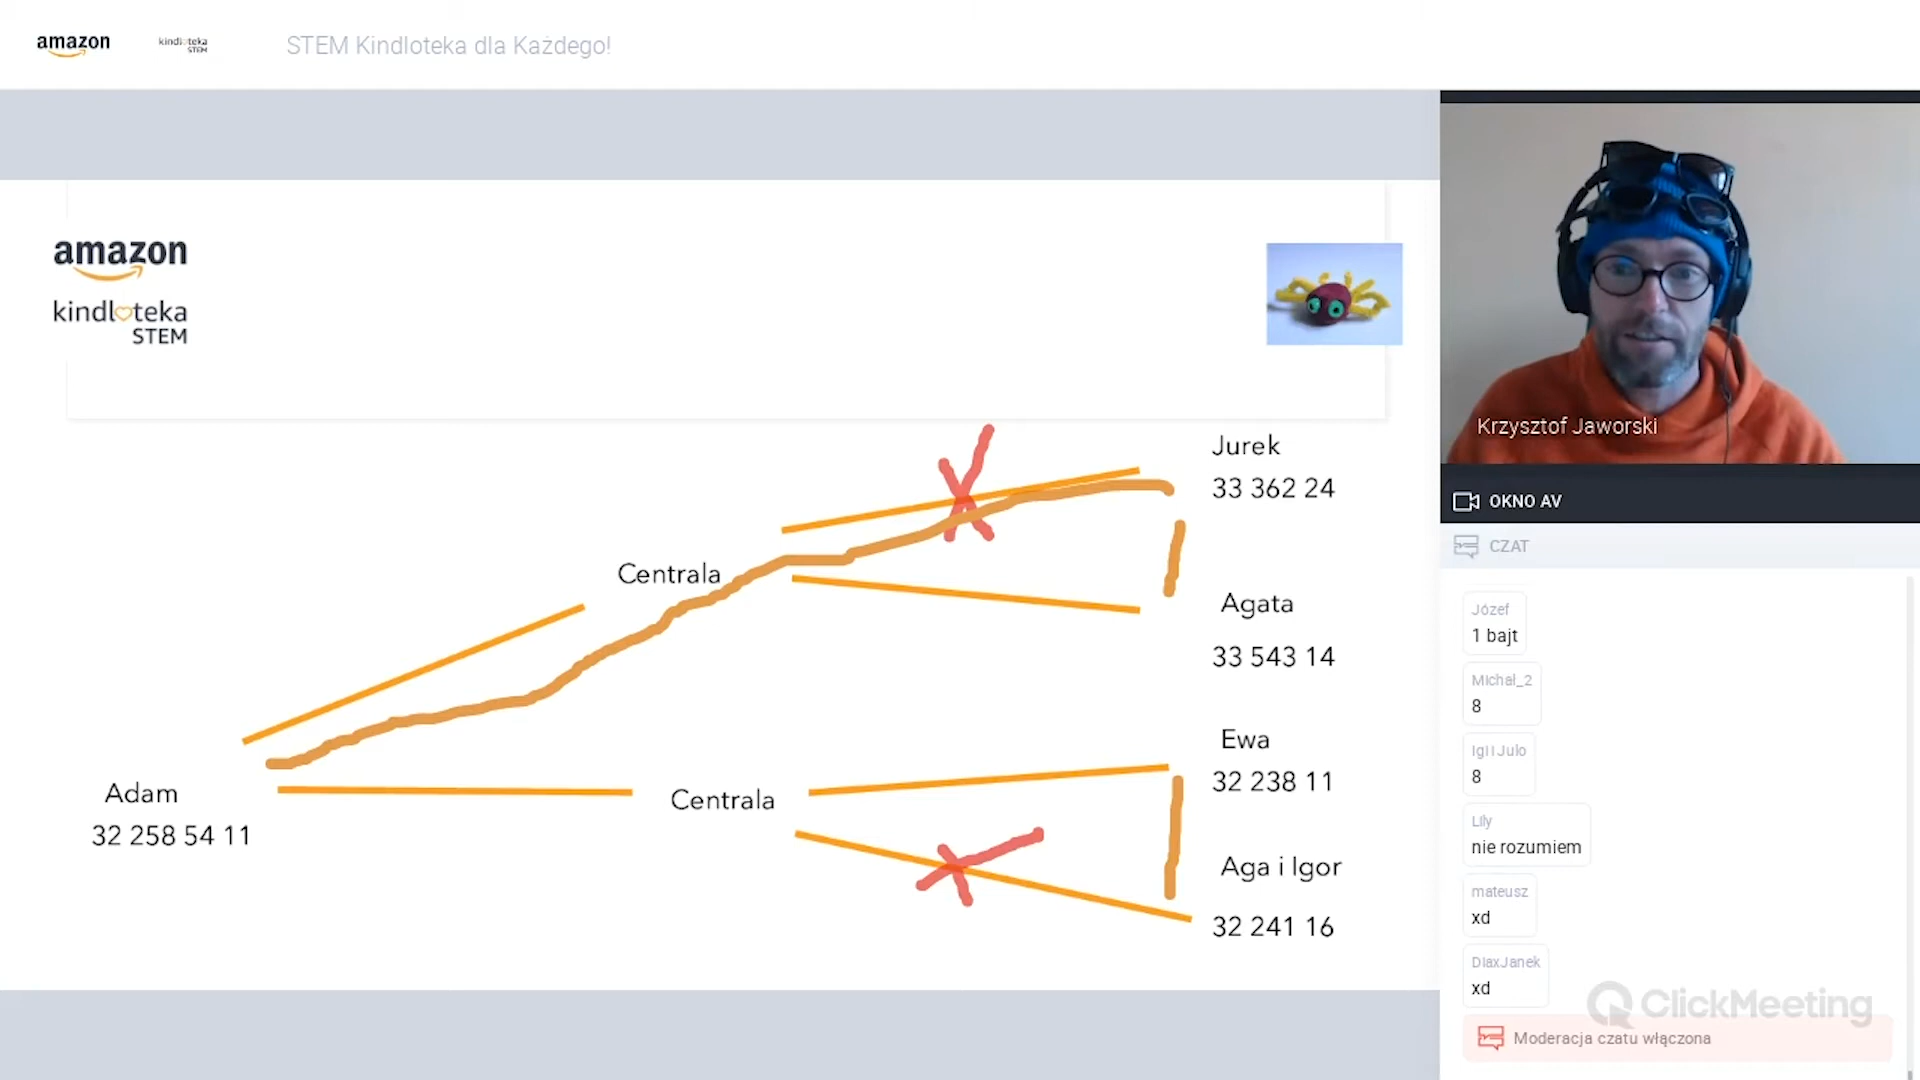 amazon
kindloteka
STEM
STEM Kindloteka dla Każdego!
amazon
kindloteka
STEM
Jurek
33 362 24
Centrala
Agata
33 543 14
Ewa
32 238 11
Adam
32 258 54 11
Centrala
Aga i Igor
32 241 16
Krzysztof Jaworski
OKNO AV
CZAT
Józef
1 bajt
Michał_2
8
Igi i Julo
8
Lily
nie rozumiem
mateusz
xd
DlaxJanek
xd
ClickMeeting
Moderacja czatu włączona